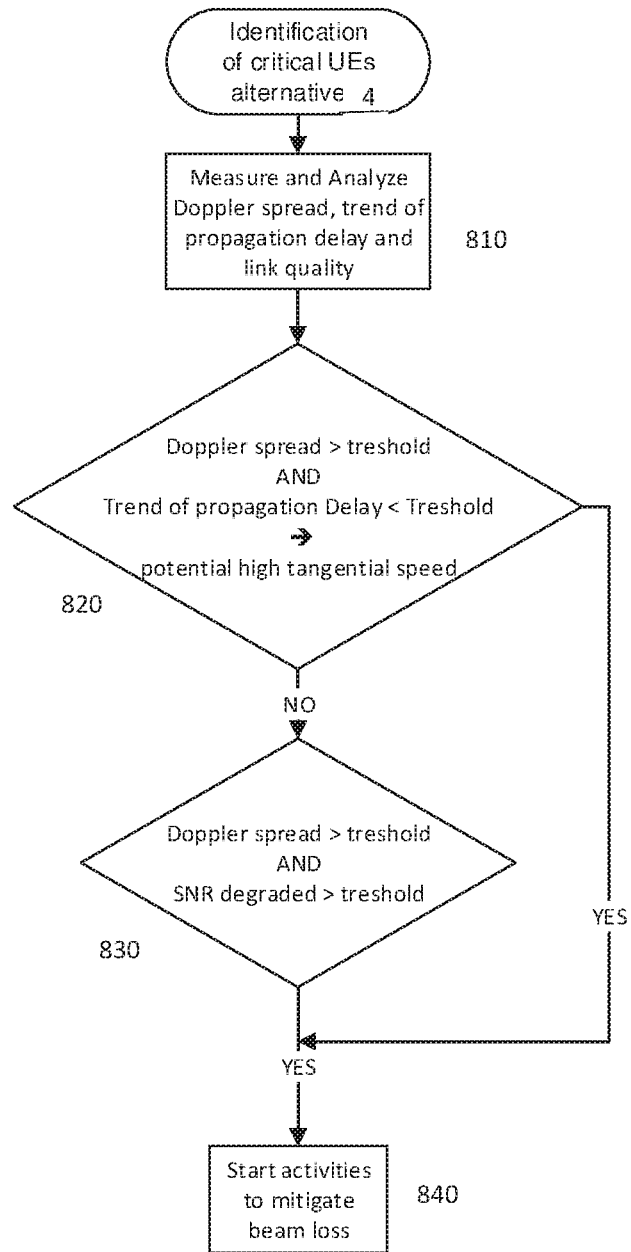 Identification
of critical UEs
alternative 4
Measure and Analyze
Doppler spread, trend of
propagation delay and
link quality
810
Doppler spread > treshold
AND
Trend of propagation Delay < Treshold
→
potential high tangential speed
820
NO
Doppler spread > treshold
AND
SNR degraded > treshold
830
YES
YES
Start activities
to mitigate
beam loss
840